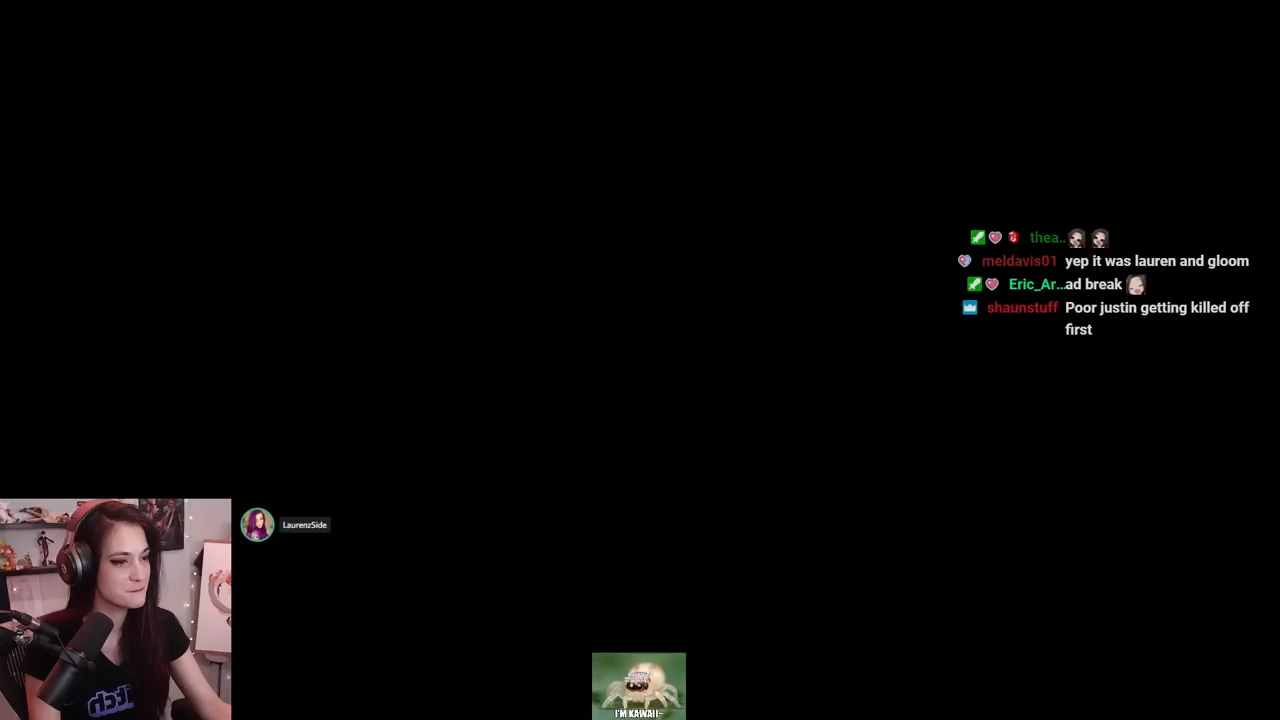 thea..
meldavis01 yep it was lauren and gloom
Eric_Ar... ad break
shaunstuff Poor justin getting killed off
first
LaurenzSide
I'M KAWAII~